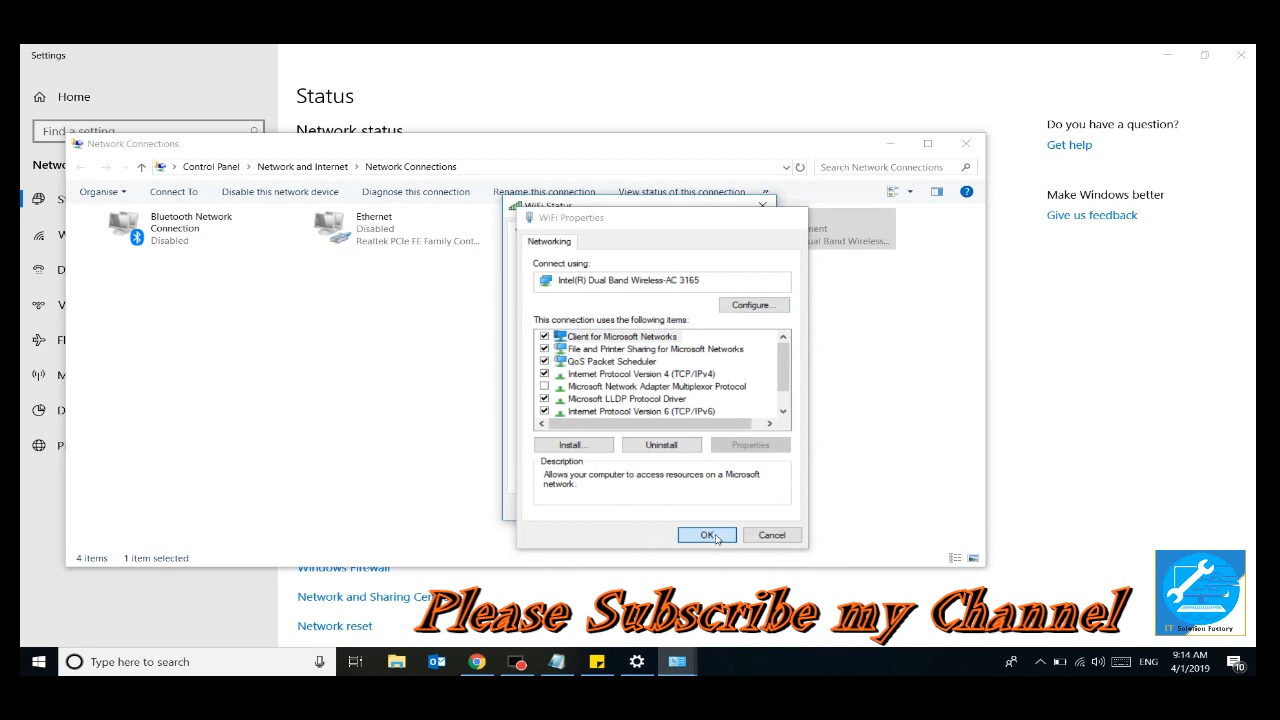 Settings
Home
Find a setting
Status
Network status
Do you have a question?
Get help
Make Windows better
Give us feedback
Network Connections
Control Panel
Network and Internet
Network Connections
Search Network Connections
Organise
Connect To
Disable this network device
Diagnose this connection
Rename this connection
View status of this connection
»
Bluetooth Network
Connection
Disabled
Ethernet
Disabled
Realtek PCIe FE Family Cont...
WiFi Status
WiFi Properties
Networking
Connect using:
Intel(R) Dual Band Wireless-AC 3165
Configure...
This connection uses the following items:
Client for Microsoft Networks
File and Printer Sharing for Microsoft Networks
QoS Packet Scheduler
Internet Protocol Version 4 (TCP/IPv4)
Microsoft Network Adapter Multiplexor Protocol
Microsoft LLDP Protocol Driver
Internet Protocol Version 6 (TCP/IPv6)
Install...
Uninstall
Properties
Description
Allows your computer to access resources on a Microsoft
network.
OK
Cancel
4 items
1 item selected
Windows Firewall
Network and Sharing Cen
Network reset
Please Subscribe my Channel
IT Solution Factory
Type here to search
ENG
9:14 AM
4/1/2019
10